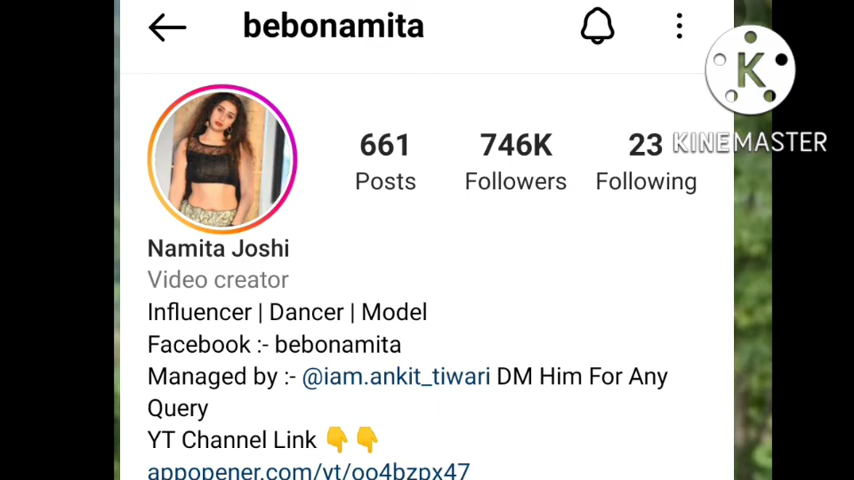 bebonamita
K
KINEMASTER
661 746K 23
Posts Followers Following
Namita Joshi
Video creator
Influencer | Dancer | Model
Facebook :- bebonamita
Managed by :- @iam.ankit_tiwari DM Him For Any
Query
YT Channel Link 👇👇
appopener.com/yt/oo4bzpx47